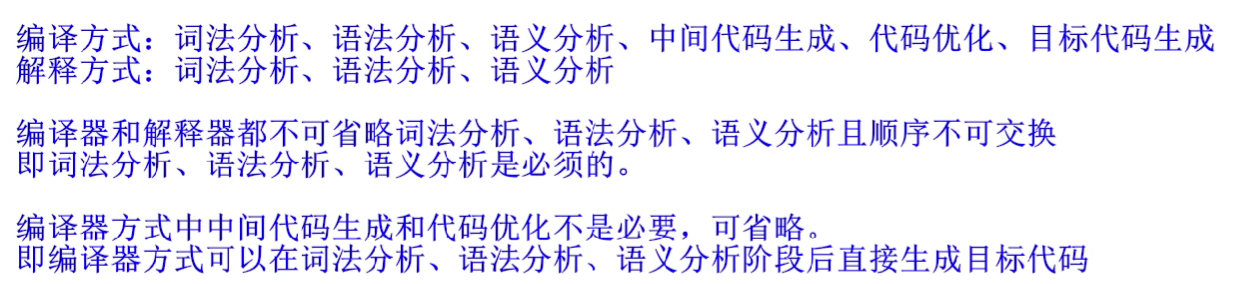 编译方式：词法分析、语法分析、语义分析、中间代码生成、代码优化、目标代码生成
解释方式：词法分析、语法分析、语义分析
编译器和解释器都不可省略词法分析、语法分析、语义分析且顺序不可交换
即词法分析、语法分析、语义分析是必须的。
编译器方式中中间代码生成和代码优化不是必要，可省略。
即编译器方式可以在词法分析、语法分析、语义分析阶段后直接生成目标代码